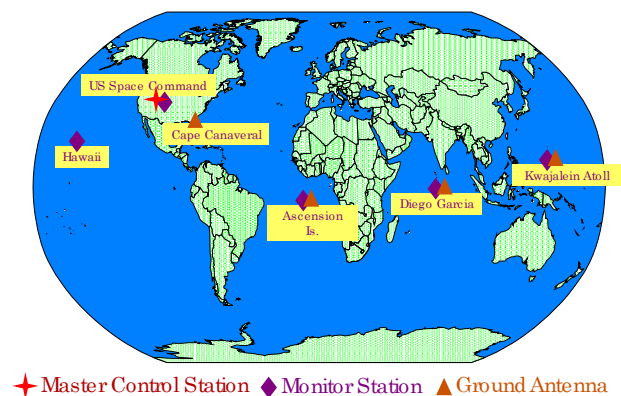 US Space Command
Cape Canaveral
Hawaii
Kwajalein Atoll
Diego Garcia
Ascension
Is.
Master Control Station Monitor Station Ground Antenna